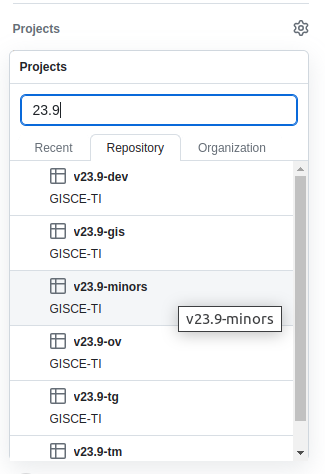 Projects
Projects
23.9
Recent Repository Organization
v23.9-dev
GISCE-TI
v23.9-gis
GISCE-TI
v23.9-minors
GISCE-TI
v23.9-minors
v23.9-ov
GISCE-TI
v23.9-tg
GISCE-TI
v23.9-tm